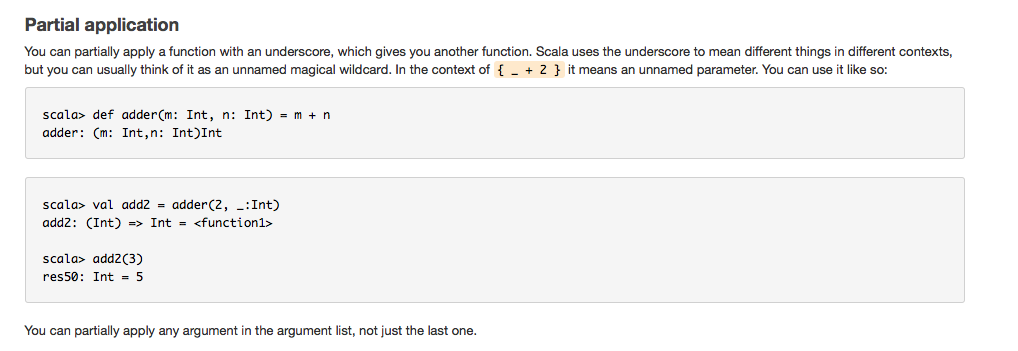 Partial application
You can partially apply a function with an underscore, which gives you another function. Scala uses the underscore to mean different things in different contexts,
but you can usually think of it as an unnamed magical wildcard. In the context of { _ + 2 } it means an unnamed parameter. You can use it like so:
scala> def adder(m: Int, n: Int) = m + n
adder: (m: Int,n: Int)Int
scala> val add2 = adder(2, _:Int)
add2: (Int) => Int = <function1>
scala> add2(3)
res50: Int = 5
You can partially apply any argument in the argument list, not just the last one.